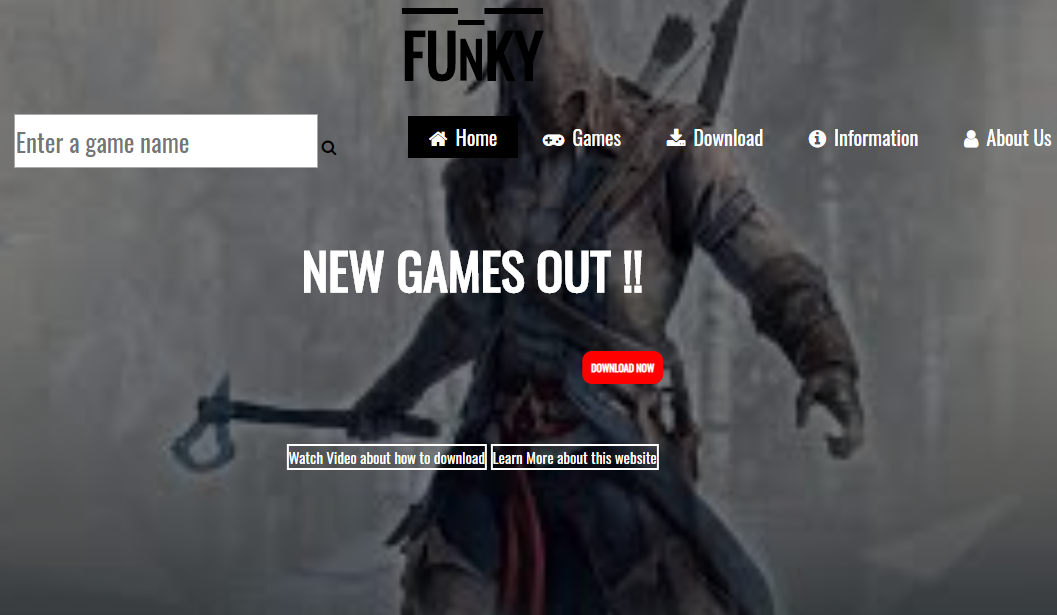 FUnKY
Enter a game name
Home Games Download Information About Us
NEW GAMES OUT !!
DOWNLOAD NOW
Watch Video about how to download Learn More about this website